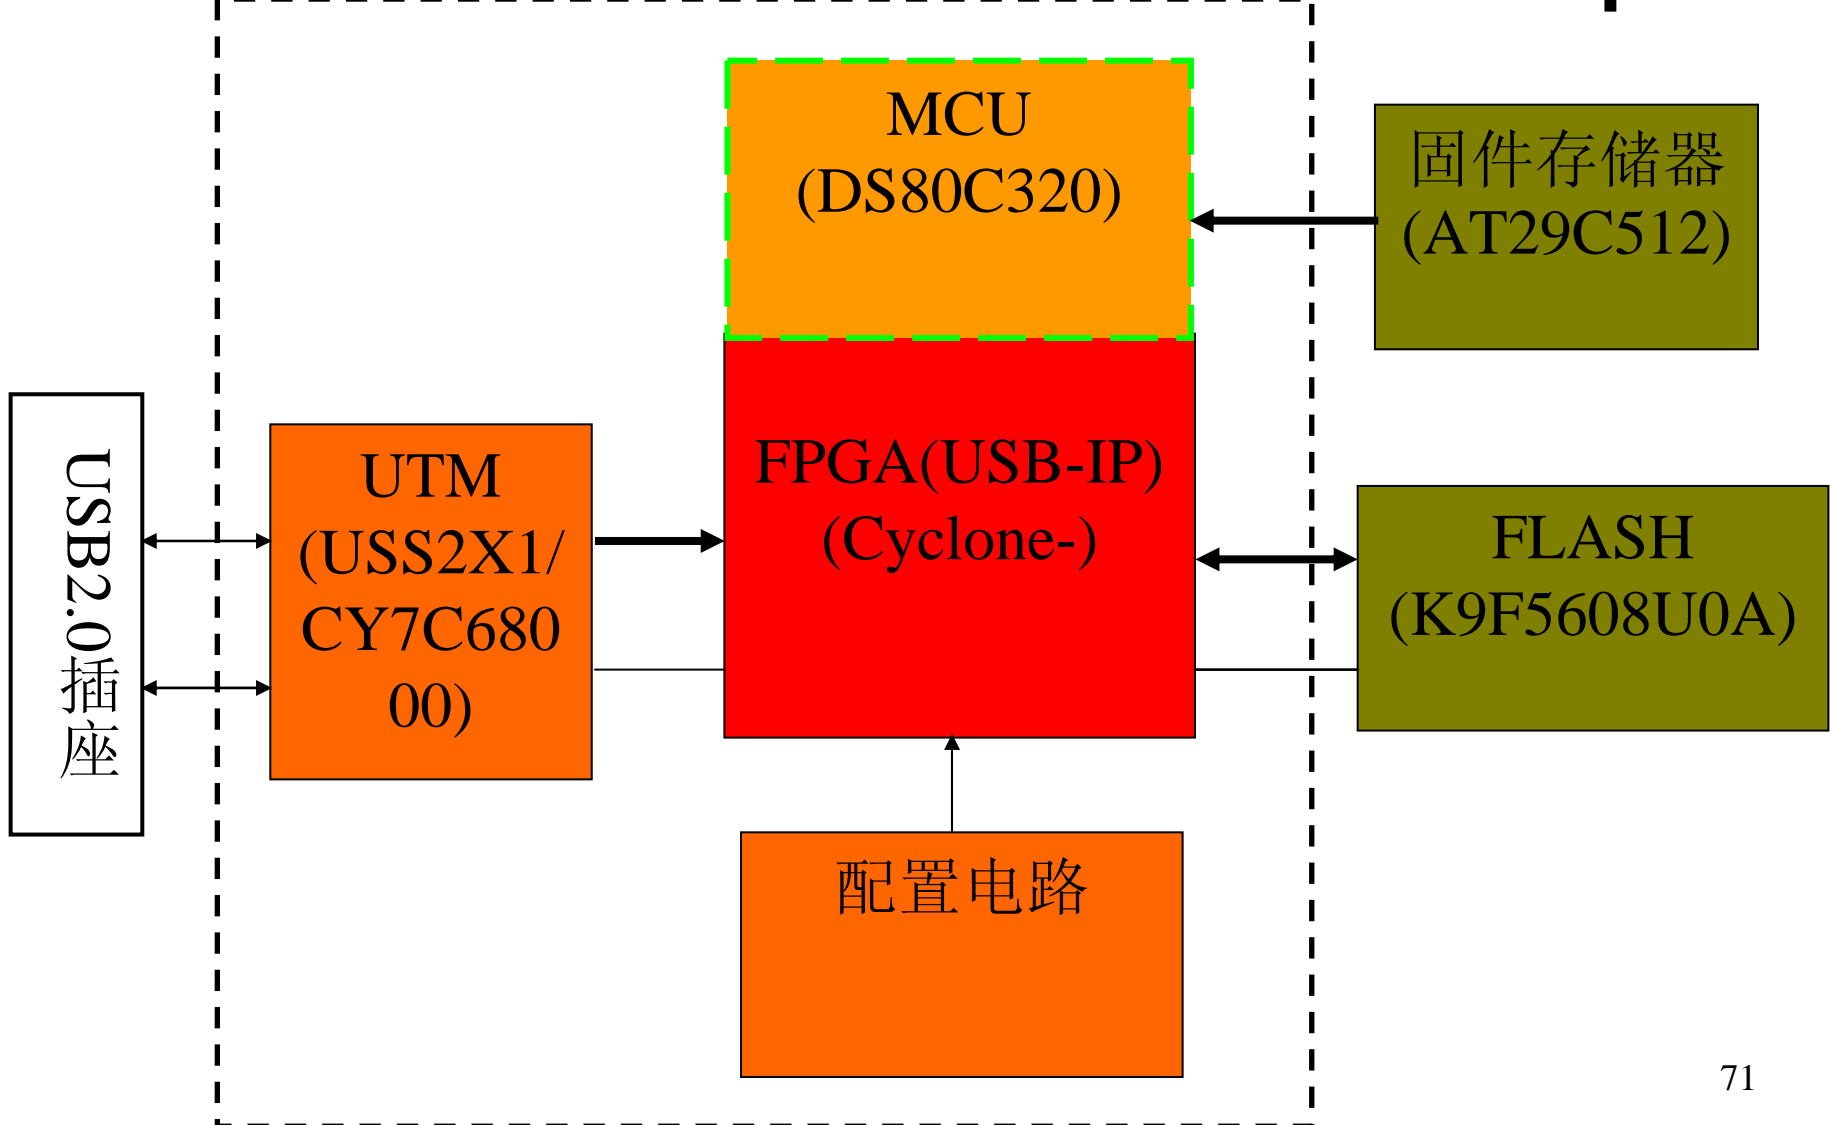 MCU
(DS80C320)
固件存储器
(AT29C512)
USB2.0插座
UTM
(USS2X1/
CY7C680
00)
FPGA(USB-IP)
(Cyclone-)
FLASH
(K9F5608U0A)
配置电路
71